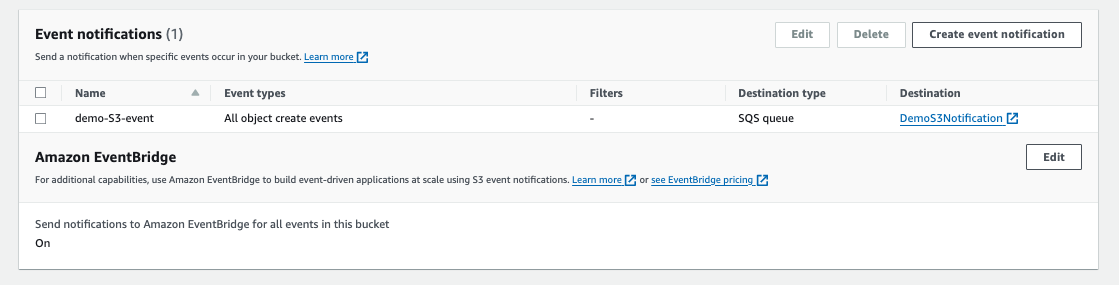 Event notifications (1)
Edit
Delete
Create event notification
Send a notification when specific events occur in your bucket. Learn more
Name
Event types
Filters
Destination type
Destination
demo-S3-event
All object create events
-
SQS queue
DemoS3Notification
Amazon EventBridge
Edit
For additional capabilities, use Amazon EventBridge to build event-driven applications at scale using S3 event notifications. Learn more or see EventBridge pricing
Send notifications to Amazon EventBridge for all events in this bucket
On